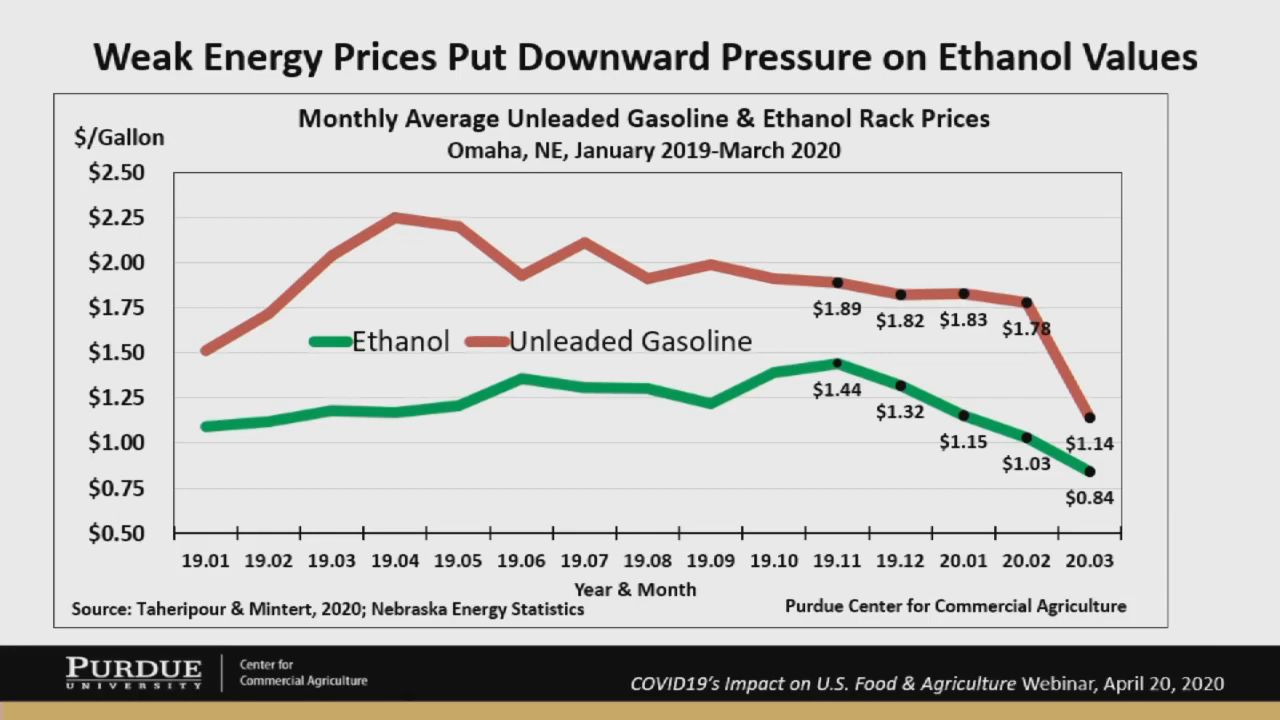 Weak Energy Prices Put Downward Pressure on Ethanol Values
Monthly Average Unleaded Gasoline & Ethanol Rack Prices
Omaha, NE, January 2019-March 2020
$/Gallon
$2.50
$2.25
$2.00
$1.75
$1.50
$1.25
$1.00
$0.75
$0.50
Ethanol Unleaded Gasoline
$1.89 $1.82 $1.83 $1.78 $1.14
$1.44 $1.32 $1.15 $1.03 $0.84
19.01 19.02 19.03 19.04 19.05 19.06 19.07 19.08 19.09 19.10 19.11 19.12 20.01 20.02 20.03
Year & Month
Source: Taheripour & Mintert, 2020; Nebraska Energy Statistics
Purdue Center for Commercial Agriculture
PURDUE
UNIVERSITY
Center for
Commercial Agriculture
COVID19's Impact on U.S. Food & Agriculture Webinar, April 20, 2020